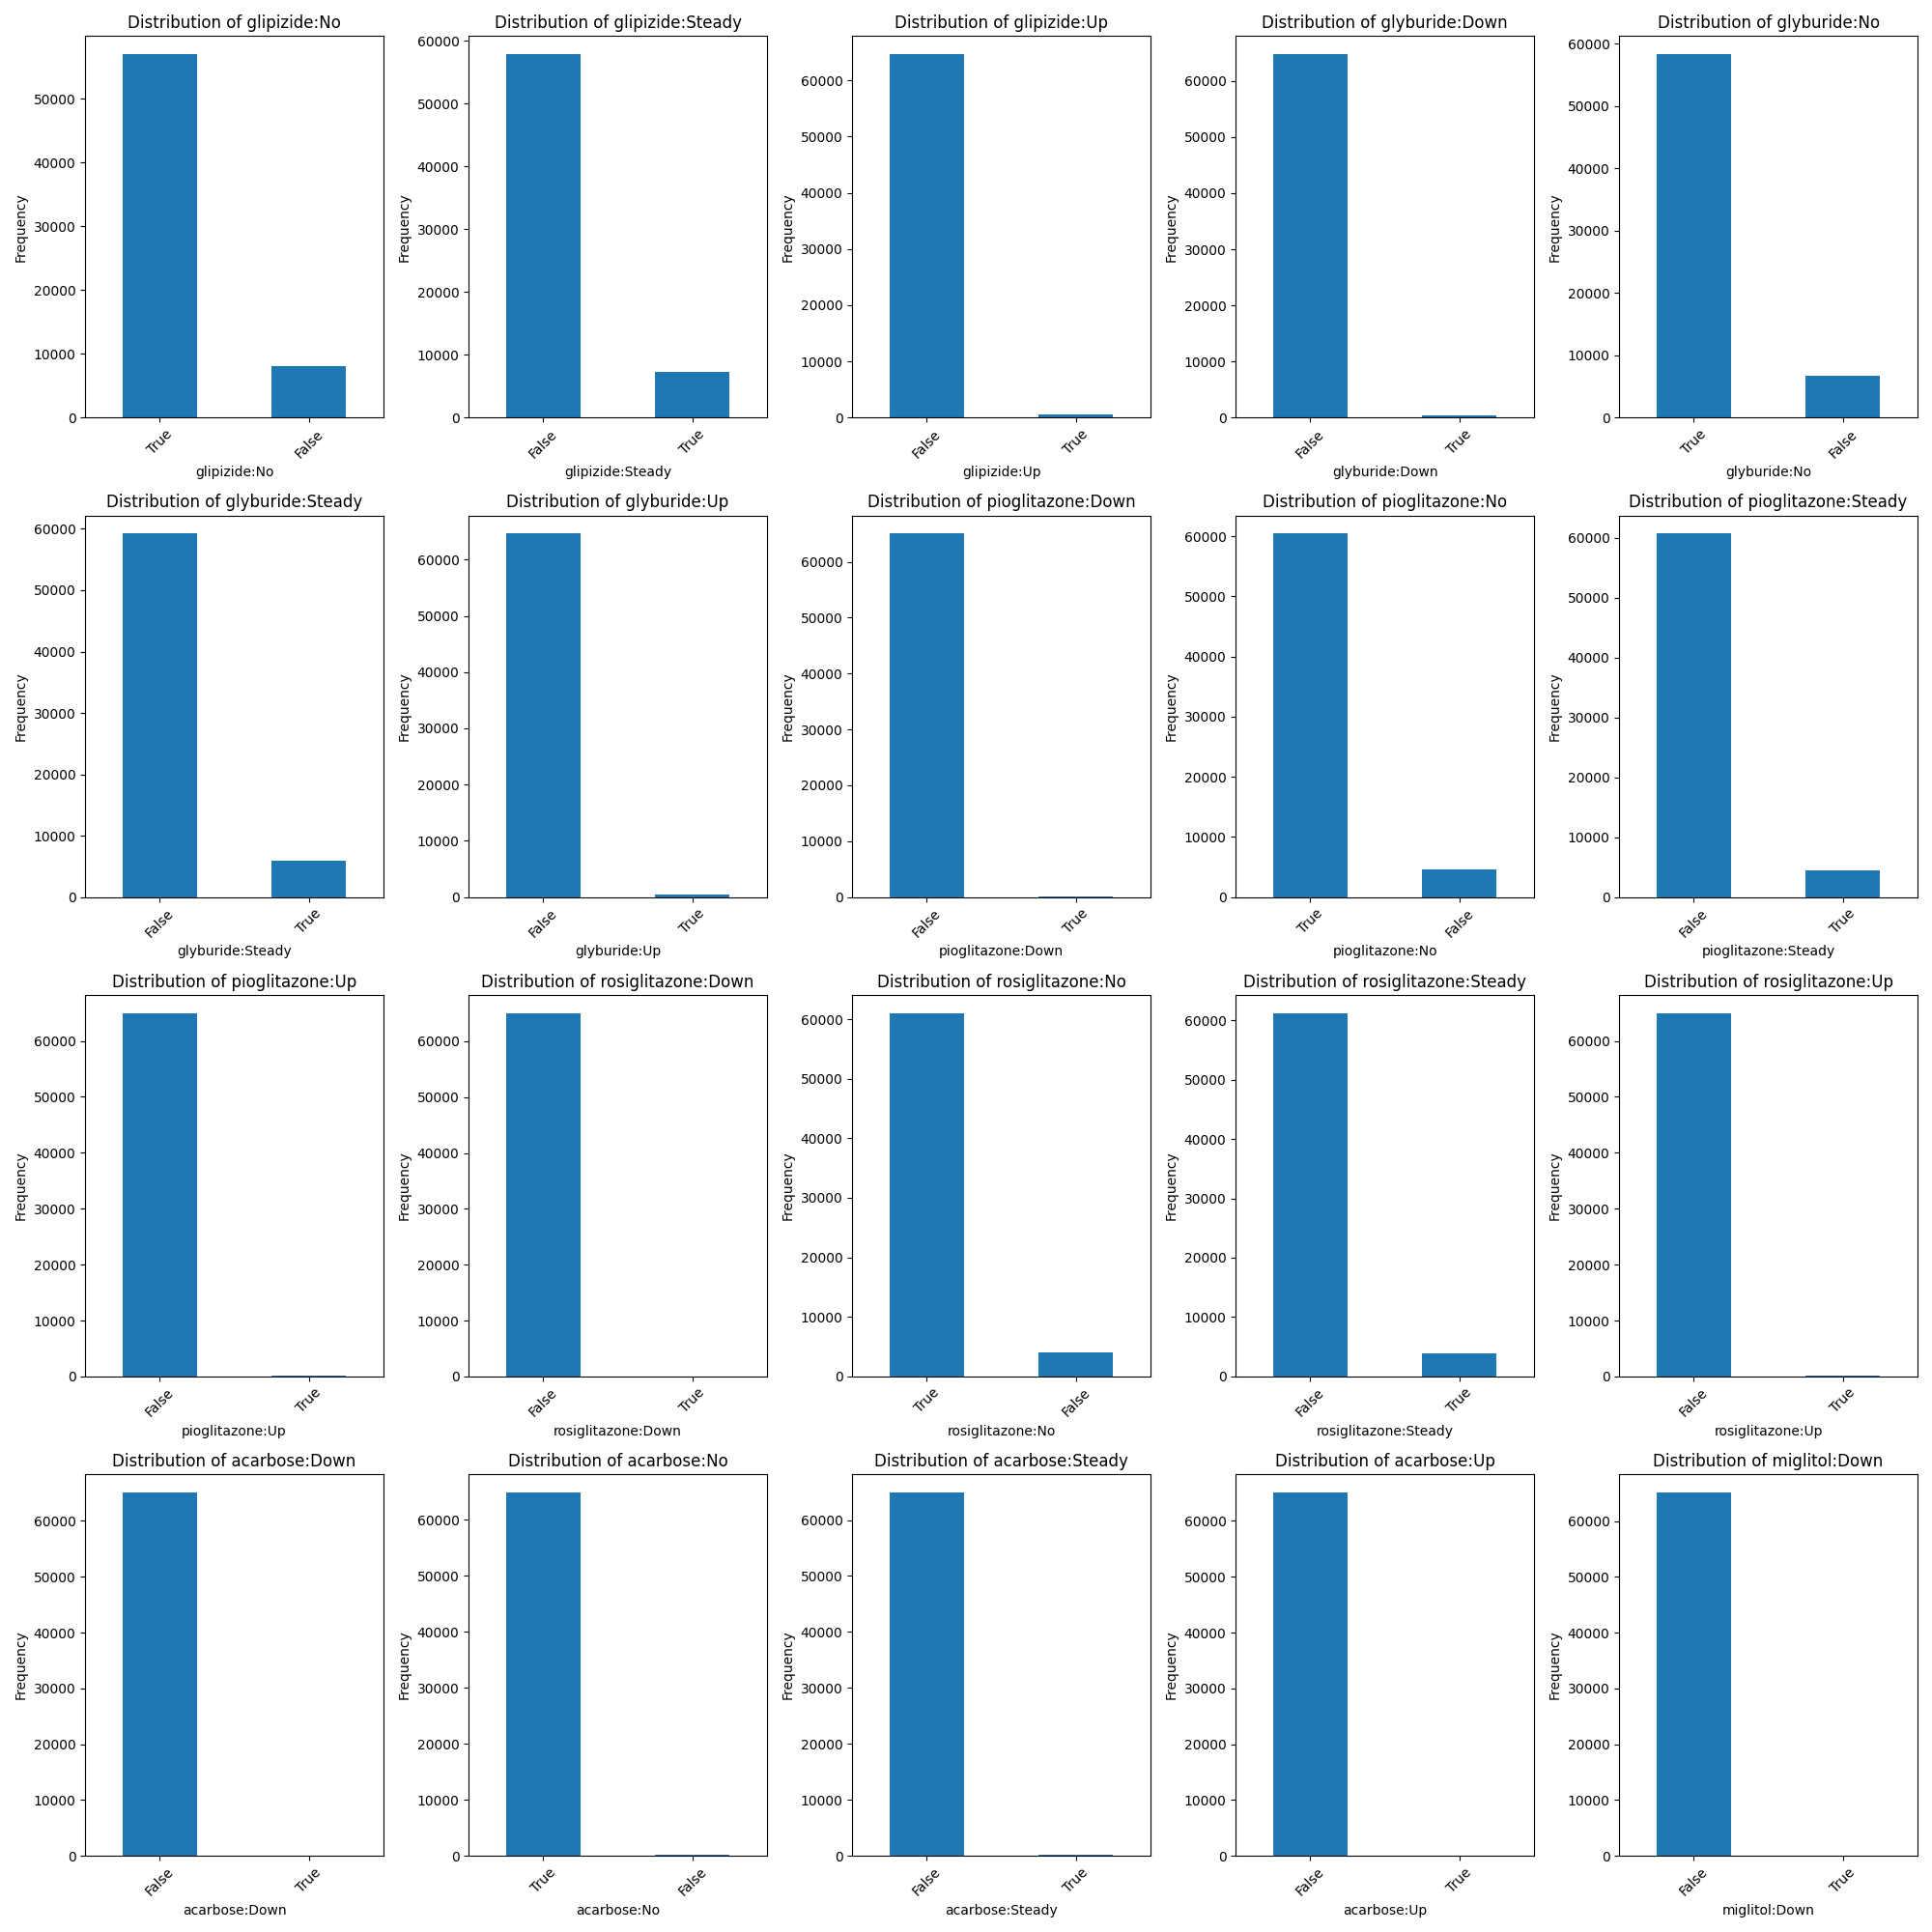 Distribution of glipizide:No
Frequency
50000
40000
30000
20000
10000
0
True
False
glipizide:No
Distribution of glipizide:Steady
Frequency
60000
50000
40000
30000
20000
10000
0
False
True
glipizide:Steady
Distribution of glipizide:Up
Frequency
60000
50000
40000
30000
20000
10000
0
False
True
glipizide:Up
Distribution of glyburide:Down
Frequency
60000
50000
40000
30000
20000
10000
0
False
True
glyburide:Down
Distribution of glyburide:No
Frequency
60000
50000
40000
30000
20000
10000
0
True
False
glyburide:No
Distribution of glyburide:Steady
Frequency
60000
50000
40000
30000
20000
10000
0
False
True
glyburide:Steady
Distribution of glyburide:Up
Frequency
60000
50000
40000
30000
20000
10000
0
False
True
glyburide:Up
Distribution of pioglitazone:Down
Frequency
60000
50000
40000
30000
20000
10000
0
False
True
pioglitazone:Down
Distribution of pioglitazone:No
Frequency
60000
50000
40000
30000
20000
10000
0
True
False
pioglitazone:No
Distribution of pioglitazone:Steady
Frequency
60000
50000
40000
30000
20000
10000
0
False
True
pioglitazone:Steady
Distribution of pioglitazone:Up
Frequency
60000
50000
40000
30000
20000
10000
0
False
True
pioglitazone:Up
Distribution of rosiglitazone:Down
Frequency
60000
50000
40000
30000
20000
10000
0
False
True
rosiglitazone:Down
Distribution of rosiglitazone:No
Frequency
60000
50000
40000
30000
20000
10000
0
True
False
rosiglitazone:No
Distribution of rosiglitazone:Steady
Frequency
60000
50000
40000
30000
20000
10000
0
False
True
rosiglitazone:Steady
Distribution of rosiglitazone:Up
Frequency
60000
50000
40000
30000
20000
10000
0
False
True
rosiglitazone:Up
Distribution of acarbose:Down
Frequency
60000
50000
40000
30000
20000
10000
0
False
True
acarbose:Down
Distribution of acarbose:No
Frequency
60000
50000
40000
30000
20000
10000
0
True
False
acarbose:No
Distribution of acarbose:Steady
Frequency
60000
50000
40000
30000
20000
10000
0
False
True
acarbose:Steady
Distribution of acarbose:Up
Frequency
60000
50000
40000
30000
20000
10000
0
False
True
acarbose:Up
Distribution of miglitol:Down
Frequency
60000
50000
40000
30000
20000
10000
0
False
True
miglitol:Down